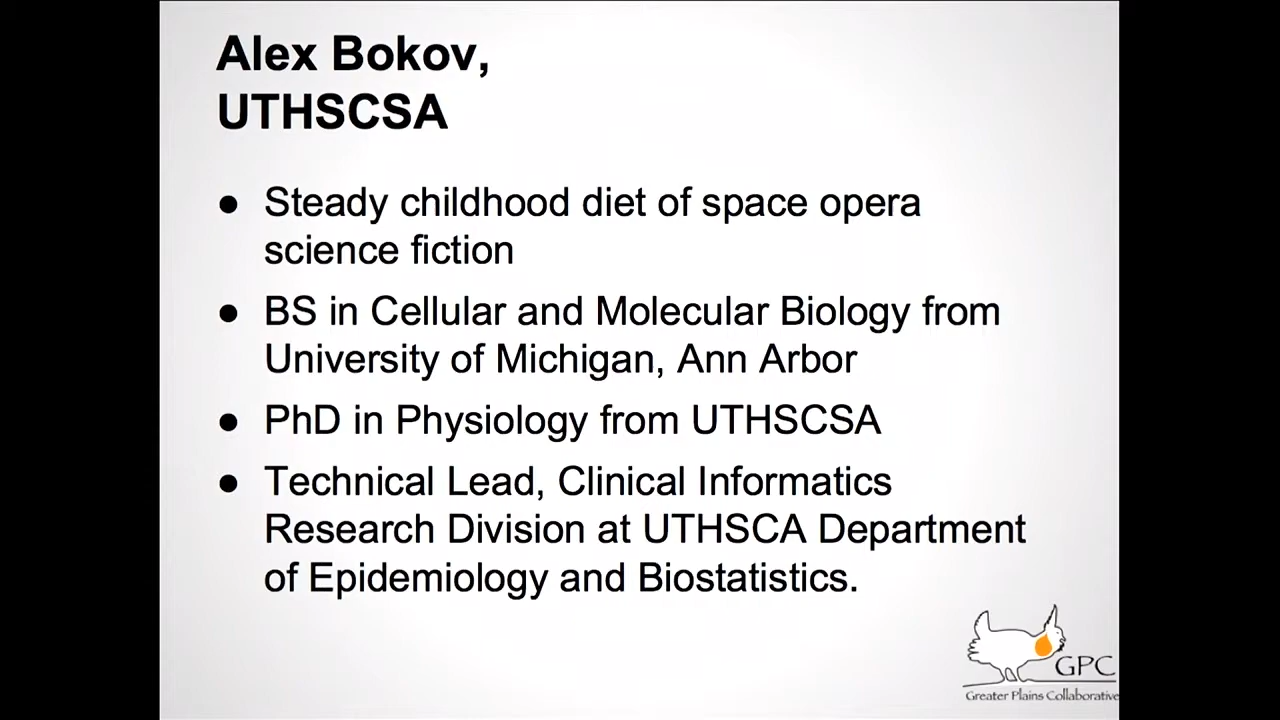 Alex Bokov,
UTHSCSA
● Steady childhood diet of space opera
science fiction
● BS in Cellular and Molecular Biology from
University of Michigan, Ann Arbor
● PhD in Physiology from UTHSCSA
● Technical Lead, Clinical Informatics
Research Division at UTHSCA Department
of Epidemiology and Biostatistics.
GPC
Greater Plains Collaborative